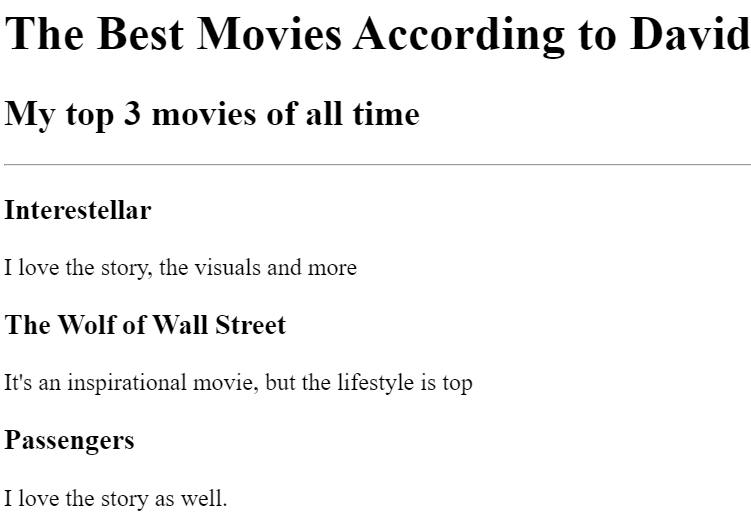 The Best Movies According to David
My top 3 movies of all time
Interestellar
I love the story, the visuals and more
The Wolf of Wall Street
It's an inspirational movie, but the lifestyle is top
Passengers
I love the story as well.